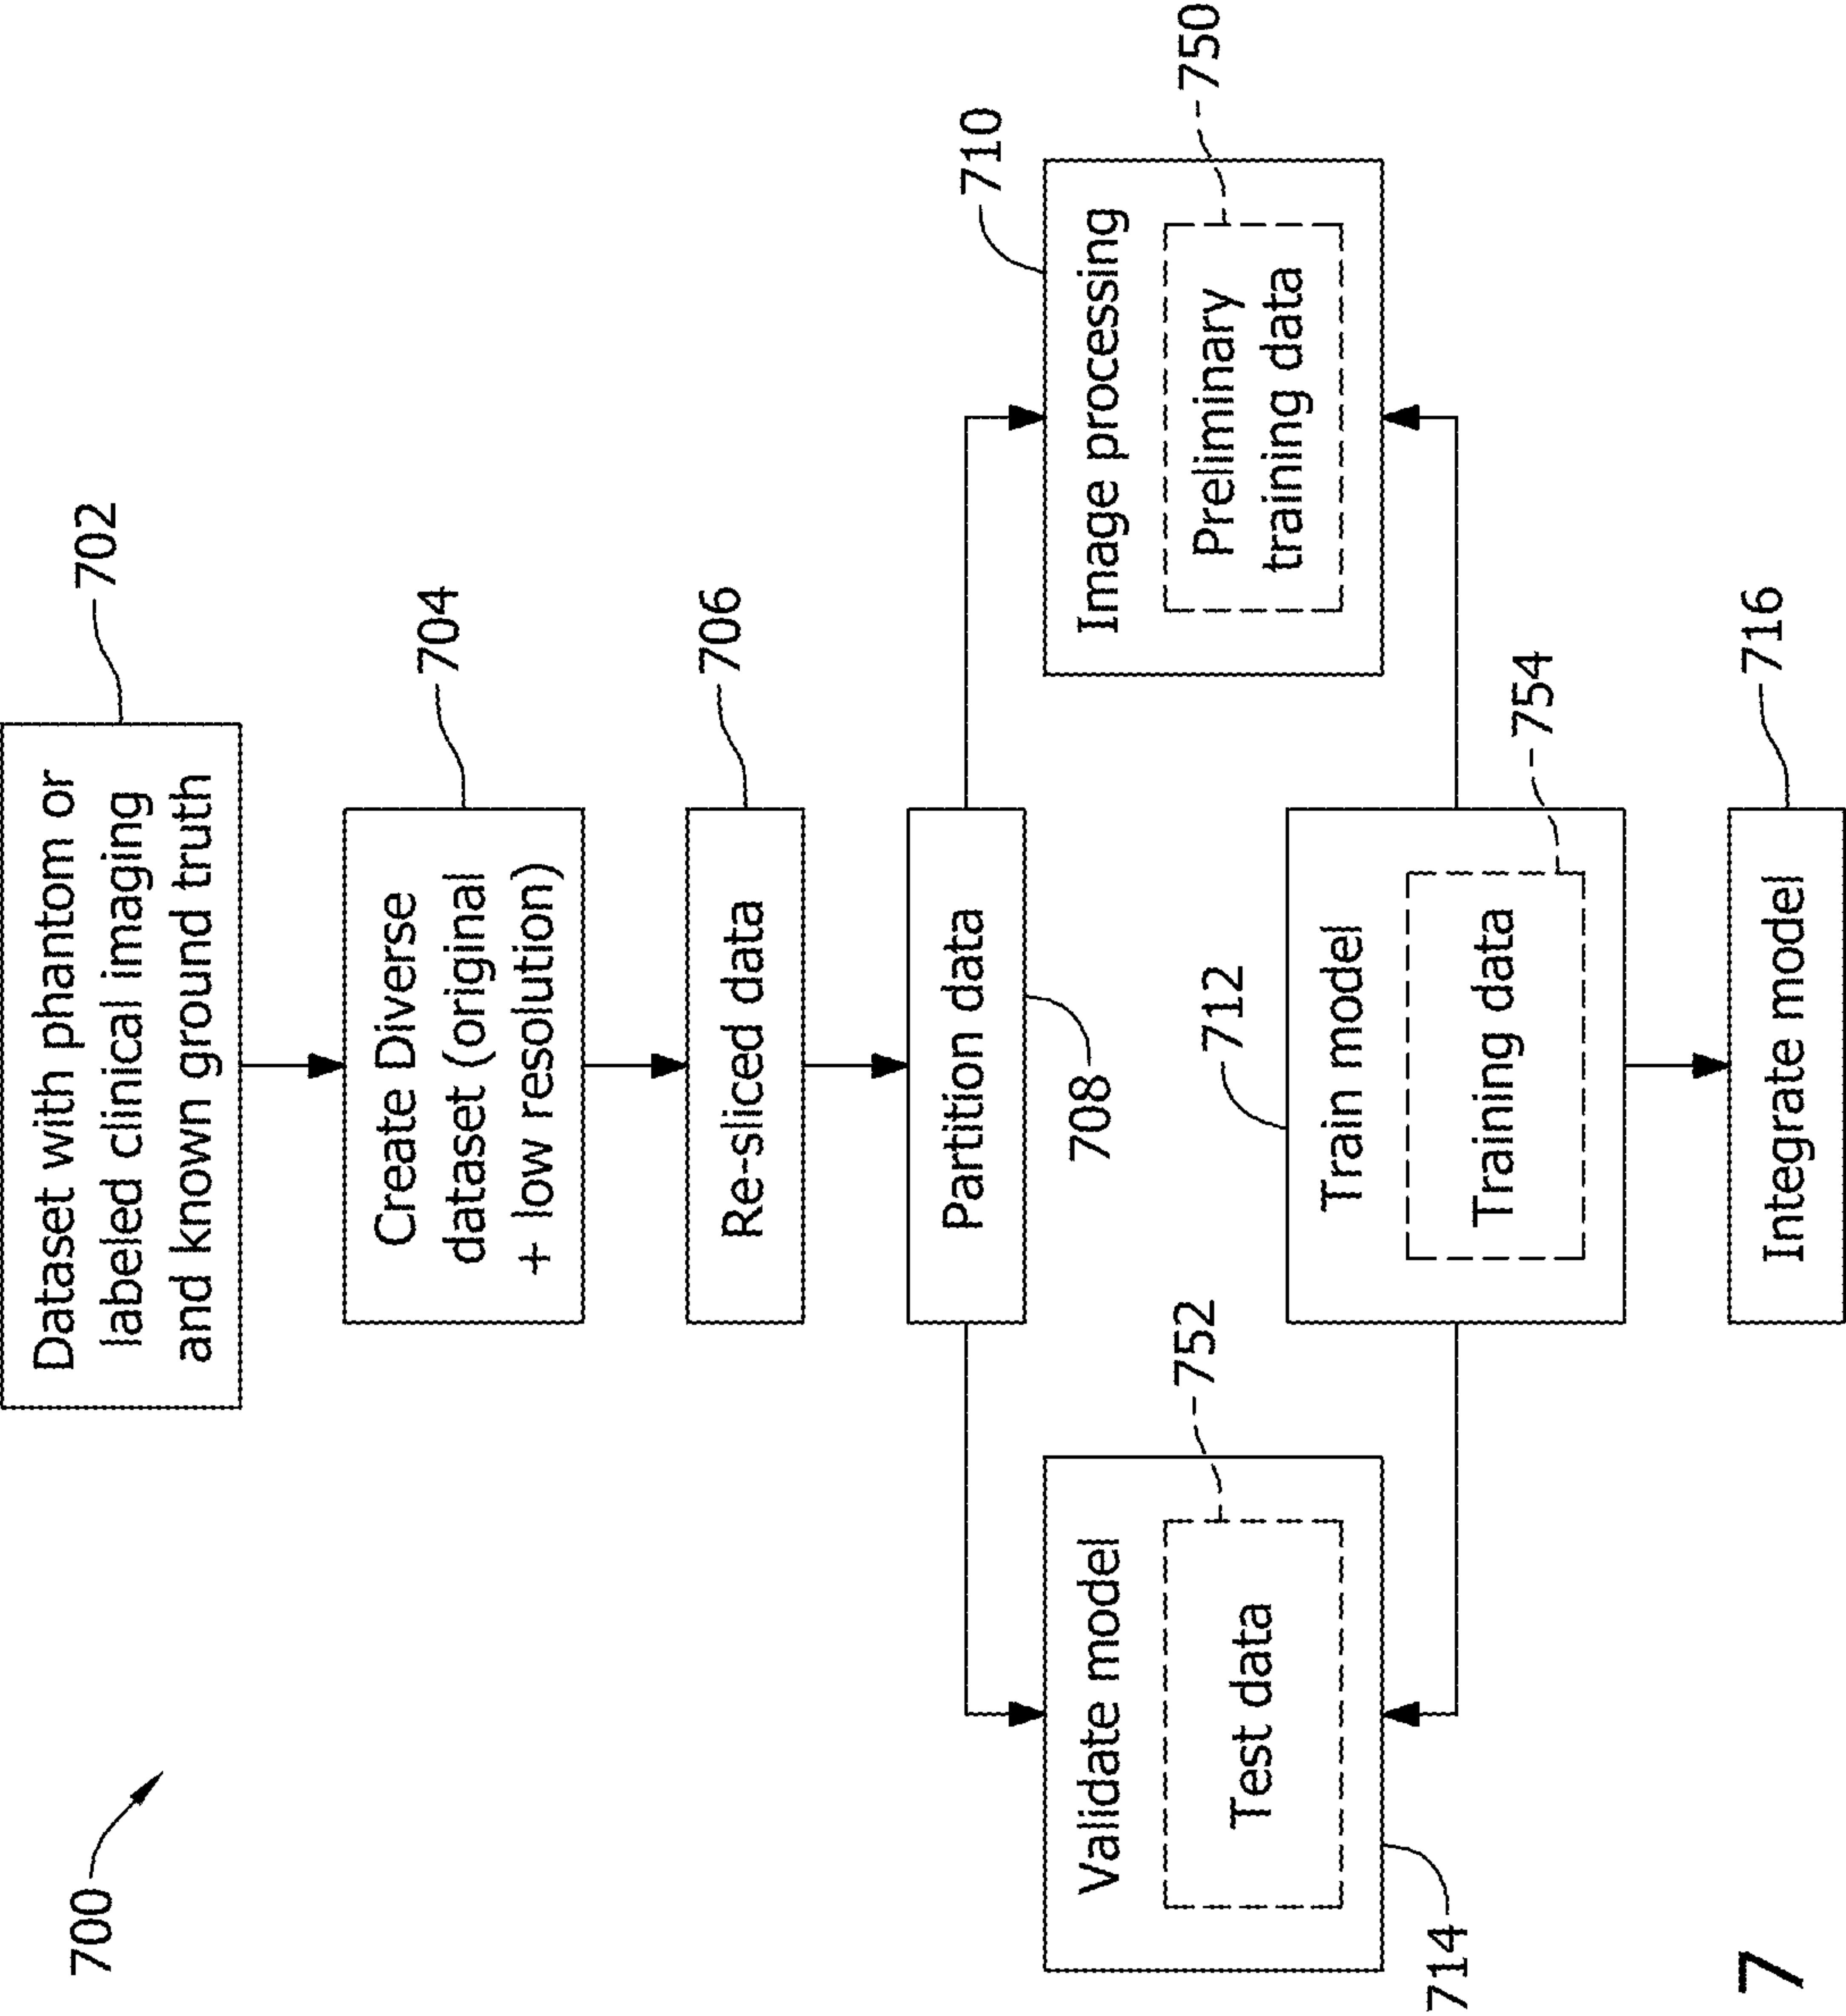 700
702
Dataset with phantom or
labeled clinical imaging
and known ground truth
704
Create Diverse
dataset (original
+ low resolution)
706
Re-sliced data
Partition data
708
710
Image processing
750
Preliminary
training data
Validate model
752
Test data
714
712
Train model
754
Training data
716
Integrate model
7